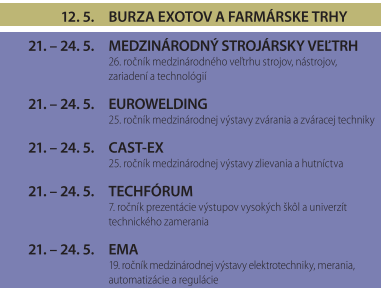 12. 5. BURZA EXOTOV A FARMÁRSKE TRHY
21. – 24. 5. MEDZINÁRODNÝ STROJÁRSKY VEĽTRH
26. ročník medzinárodného veľtrhu strojov, nástrojov,
zariadení a technológií
21. – 24. 5. EUROWELDING
25. ročník medzinárodnej výstavy zvárania a zváracej techniky
21. – 24. 5. CAST-EX
25. ročník medzinárodnej výstavy zlievania a hutníctva
21. – 24. 5. TECHFÓRUM
7. ročník prezentácie výstupov vysokých škôl a univerzít
technického zamerania
21. – 24. 5. EMA
19. ročník medzinárodnej výstavy elektrotechniky, merania,
automatizácie a regulácie